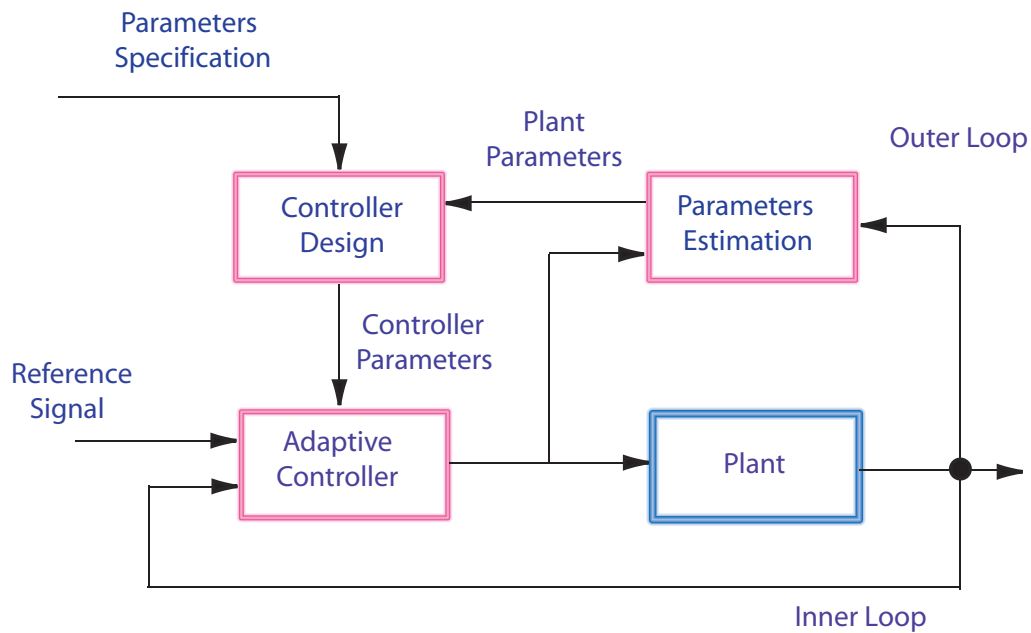 Parameters
Specification
Plant
Parameters
Outer Loop
Controller
Design
Parameters
Estimation
Controller
Parameters
Reference
Signal
Adaptive
Controller
Plant
Inner Loop